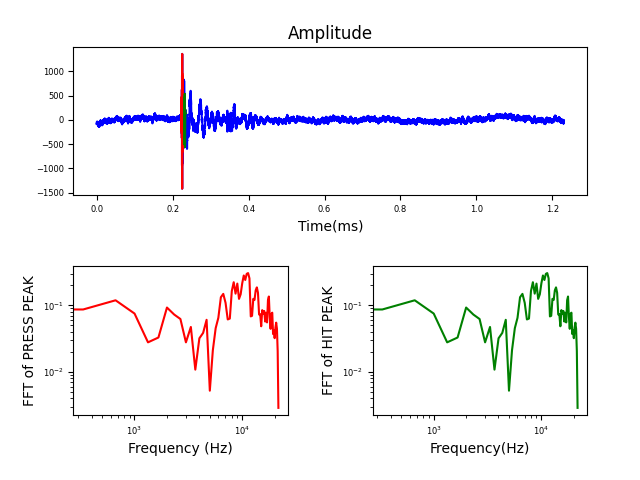 Amplitude
1000
500
0
−500
−1000
−1500
0.0 0.2 0.4 0.6 0.8 1.0 1.2
Time(ms)
FFT of PRESS PEAK
10⁻¹
10⁻²
10³ 10⁴
Frequency (Hz)
FFT of HIT PEAK
10⁻¹
10⁻²
10³ 10⁴
Frequency(Hz)